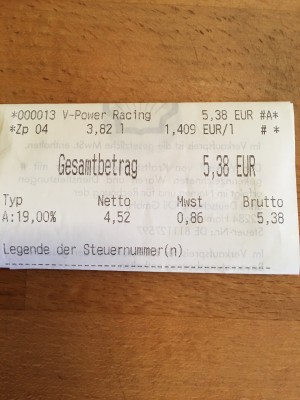 *000013 V-Power Racing 5,38 EUR #A*
*Zp 04 3,82 l 1,409 EUR/l # *
Gesamtbetrag 5,38 EUR
Typ Netto Mwst Brutto
A:19,00% 4,52 0,86 5,38
Legende der Steuernummer(n)